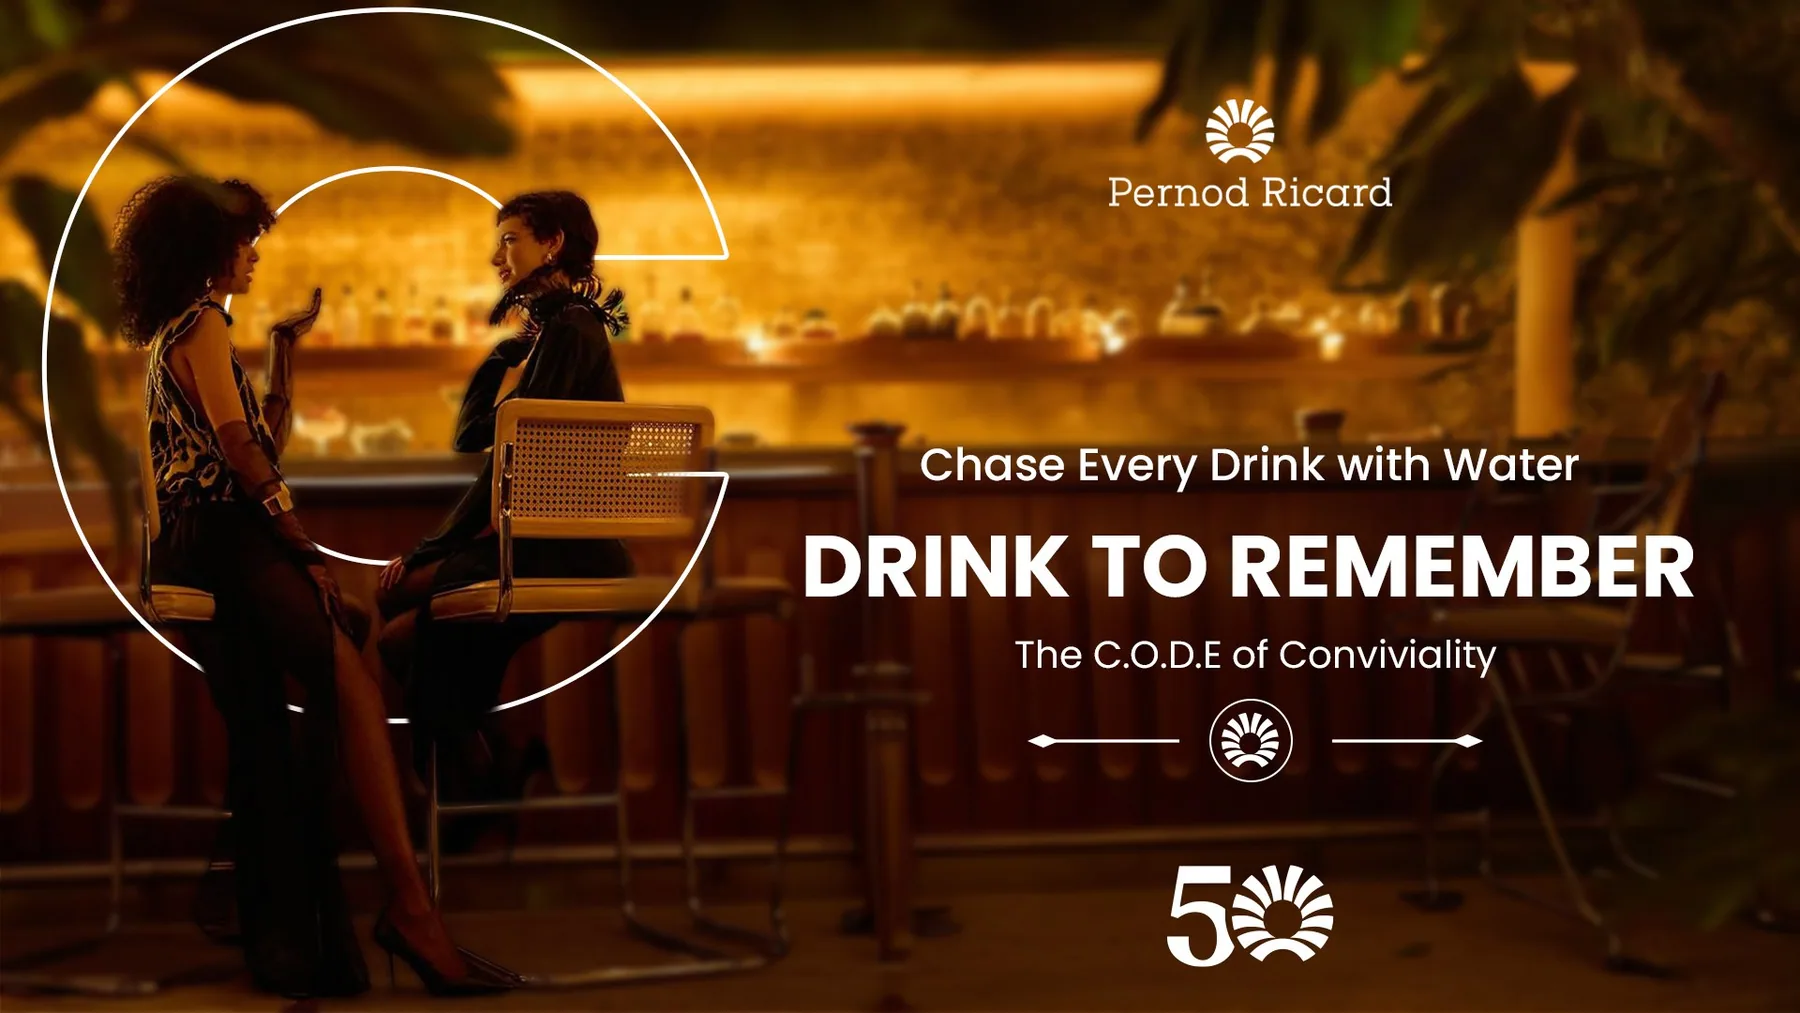 Pernod Ricard
Chase Every Drink with Water
DRINK TO REMEMBER
The C.O.D.E of Conviviality
50